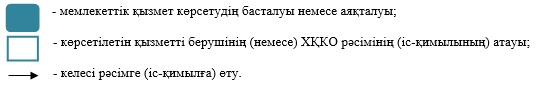 - мемлекеттік қызмет көрсетудің басталуы немесе аяқталуы;
- көрсетілетін қызметті берушінің (немесе) ХҚКО рәсімінің (іс-қимылының) атауы;
- келесі рәсімге (іс-қимылға) өту.